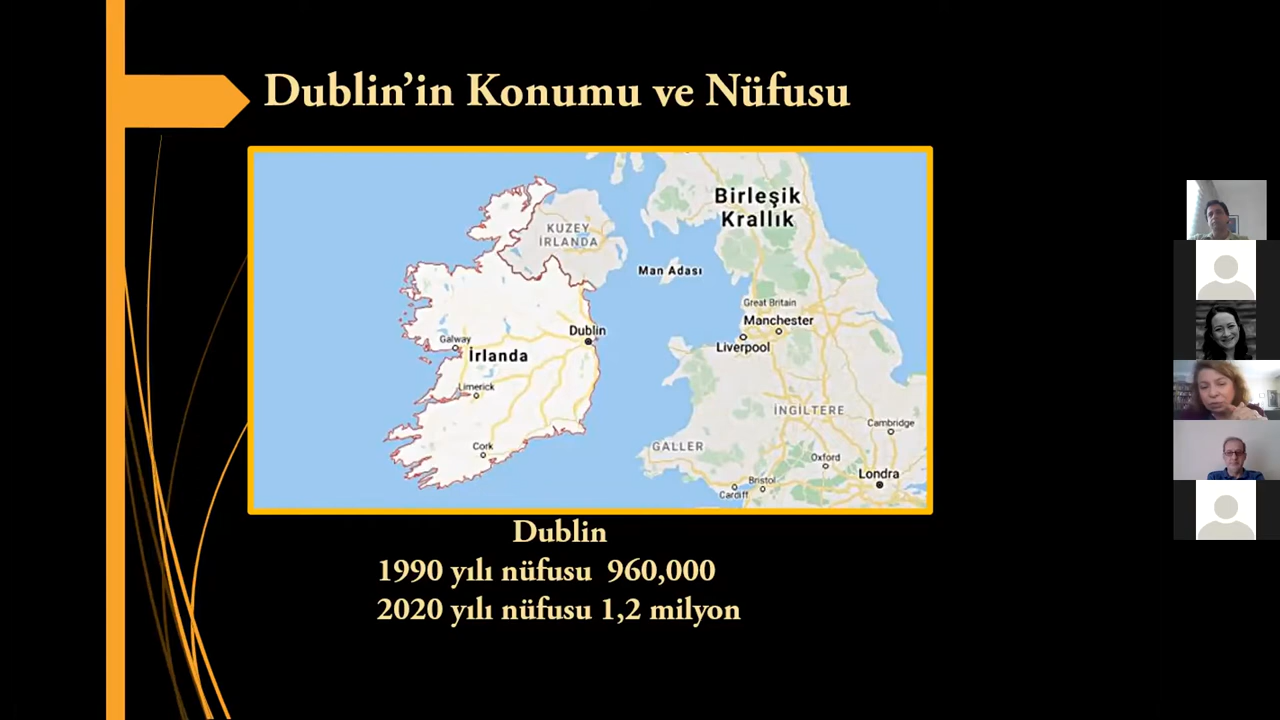 Dublin’in Konumu ve Nüfusu
Birleşik
Krallık
KUZEY
İRLANDA
Man Adası
Great Britain
Manchester
Dublin
Galway
Liverpool
İrlanda
Limerick
İNGİLTERE
Cambridge
Cork
GALLER
Oxford
Londra
Bristol
Cardiff
Dublin
1990 yılı nüfusu 960,000
2020 yılı nüfusu 1,2 milyon